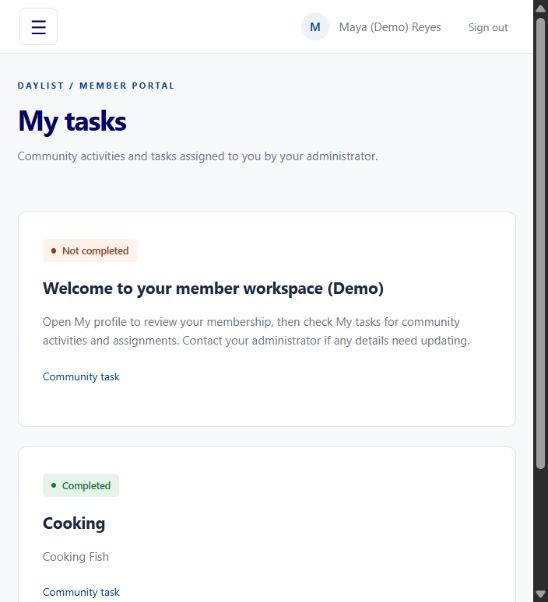 M Maya (Demo) Reyes Sign out
DAYLIST / MEMBER PORTAL
My tasks
Community activities and tasks assigned to you by your administrator.
Not completed
Welcome to your member workspace (Demo)
Open My profile to review your membership, then check My tasks for community
activities and assignments. Contact your administrator if any details need updating.
Community task
Completed
Cooking
Cooking Fish
Community task